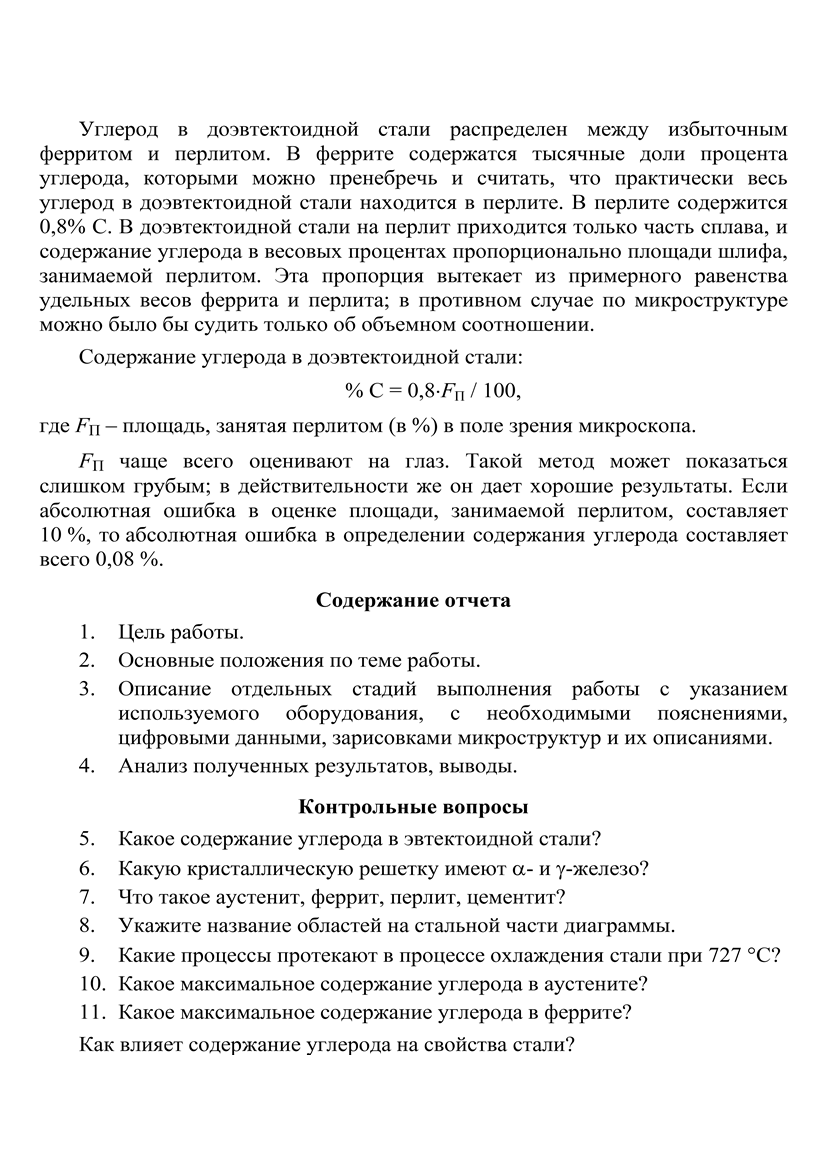 Углерод в доэвтектоидной стали распределен между избыточным
ферритом и перлитом. В феррите содержатся тысячные доли процента
углерода, которыми можно пренебречь и считать, что практически весь
углерод в доэвтектоидной стали находится в перлите. В перлите содержится
0,8% С. В доэвтектоидной стали на перлит приходится только часть сплава, и
содержание углерода в весовых процентах пропорционально площади шлифа,
занимаемой перлитом. Эта пропорция вытекает из примерного равенства
удельных весов феррита и перлита; в противном случае по микроструктуре
можно было бы судить только об объемном соотношении.
Содержание углерода в доэвтектоидной стали:
% С = 0,8·FП / 100,
где FП – площадь, занятая перлитом (в %) в поле зрения микроскопа.
FП чаще всего оценивают на глаз. Такой метод может показаться
слишком грубым; в действительности же он дает хорошие результаты. Если
абсолютная ошибка в оценке площади, занимаемой перлитом, составляет
10 %, то абсолютная ошибка в определении содержания углерода составляет
всего 0,08 %.
Содержание отчета
1. Цель работы.
2. Основные положения по теме работы.
3. Описание отдельных стадий выполнения работы с указанием
используемого оборудования, с необходимыми пояснениями,
цифровыми данными, зарисовками микроструктур и их описаниями.
4. Анализ полученных результатов, выводы.
Контрольные вопросы
5. Какое содержание углерода в эвтектоидной стали?
6. Какую кристаллическую решетку имеют α- и γ-железо?
7. Что такое аустенит, феррит, перлит, цементит?
8. Укажите название областей на стальной части диаграммы.
9. Какие процессы протекают в процессе охлаждения стали при 727 °С?
10. Какое максимальное содержание углерода в аустените?
11. Какое максимальное содержание углерода в феррите?
Как влияет содержание углерода на свойства стали?